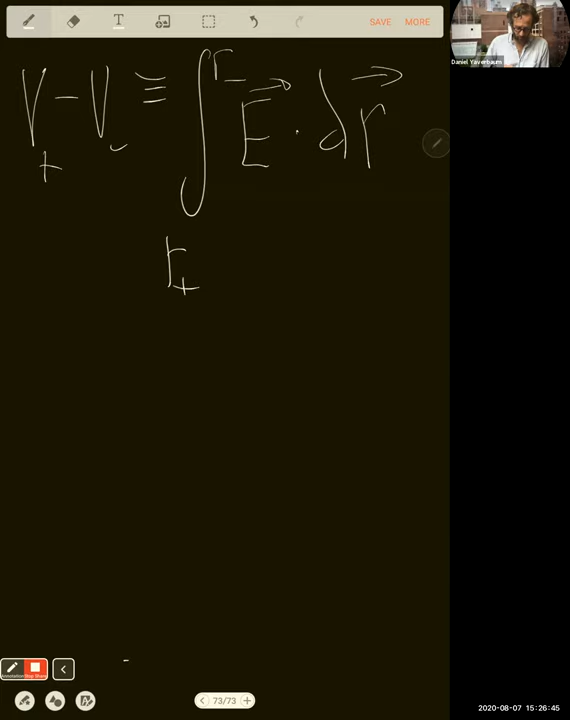 T SAVE MORE
Daniel Yaverbaum
V₊ − V₋ ≡ ∫ E⃗ · dr⃗
r₋
r₊
73/73
2020-08-07 15:26:45